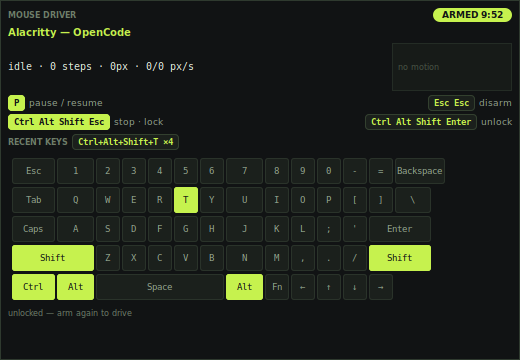 MOUSE DRIVER
ARMED 9:52
Alacritty — OpenCode
idle · 0 steps · 0px · 0/0 px/s
no motion
P pause / resume
Esc Esc disarm
Ctrl Alt Shift Esc stop · lock
Ctrl Alt Shift Enter unlock
RECENT KEYS Ctrl+Alt+Shift+T ×4
Esc 1 2 3 4 5 6 7 8 9 0 - = Backspace
Tab Q W E R T Y U I O P [ ] \
Caps A S D F G H J K L ; ' Enter
Shift Z X C V B N M , . / Shift
Ctrl Alt Space Alt Fn ← ↑ ↓ →
unlocked — arm again to drive